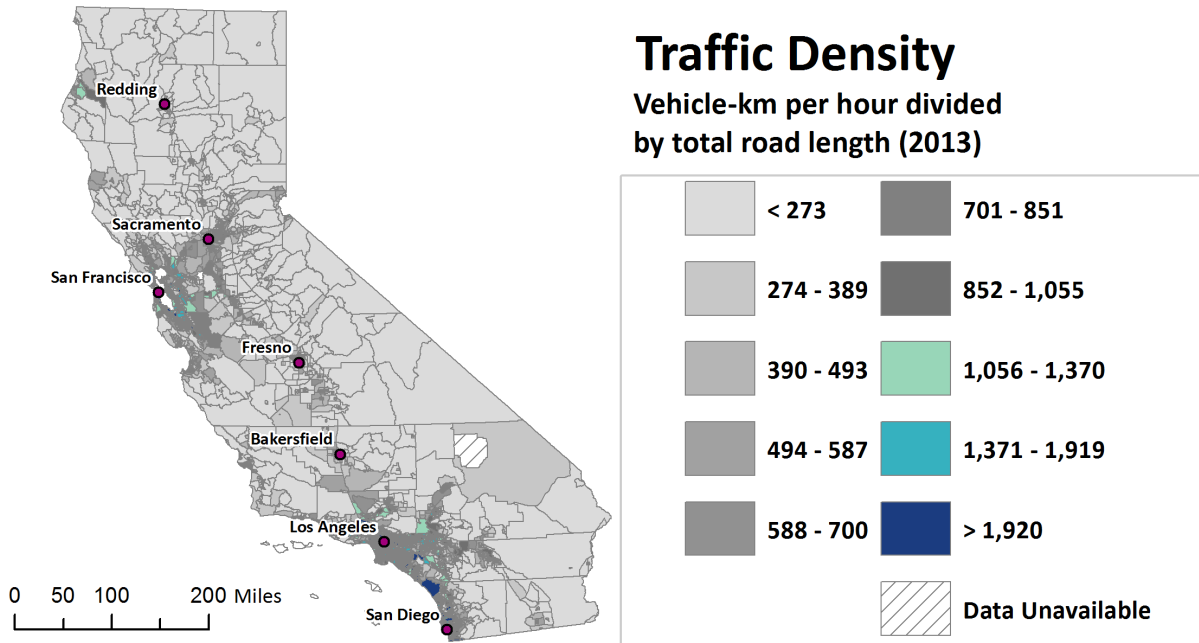 Traffic Density
Vehicle-km per hour divided
by total road length (2013)
Redding
Sacramento
San Francisco
Fresno
Bakersfield
Los Angeles
San Diego
0 50 100 200 Miles
< 273
274 - 389
390 - 493
494 - 587
588 - 700
701 - 851
852 - 1,055
1,056 - 1,370
1,371 - 1,919
> 1,920
Data Unavailable